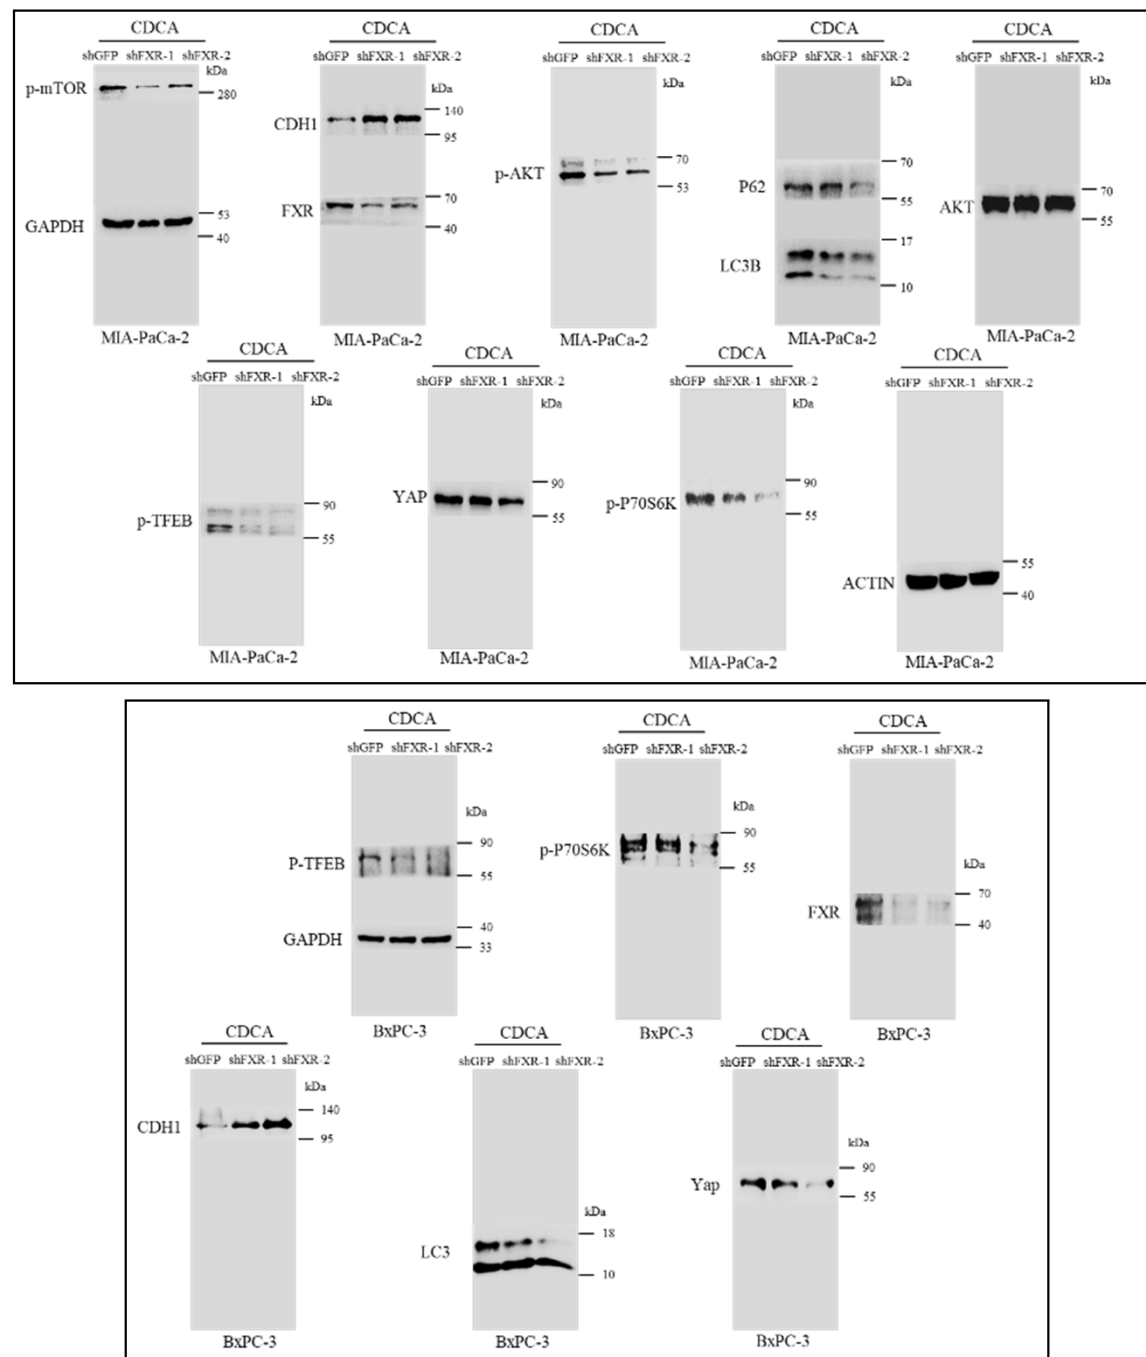 CDCA
shGFP shFXR-1 shFXR-2
kDa
p-mTOR
280
GAPDH
53
40
MIA-PaCa-2
CDCA
shGFP shFXR-1 shFXR-2
kDa
CDH1
140
95
FXR
70
40
MIA-PaCa-2
CDCA
shGFP shFXR-1 shFXR-2
kDa
p-AKT
70
53
MIA-PaCa-2
CDCA
shGFP shFXR-1 shFXR-2
kDa
P62
70
55
LC3B
17
10
MIA-PaCa-2
CDCA
shGFP shFXR-1 shFXR-2
kDa
AKT
70
55
MIA-PaCa-2
CDCA
shGFP shFXR-1 shFXR-2
kDa
p-TFEB
90
55
MIA-PaCa-2
CDCA
shGFP shFXR-1 shFXR-2
kDa
YAP
90
55
MIA-PaCa-2
CDCA
shGFP shFXR-1 shFXR-2
kDa
p-P70S6K
90
55
MIA-PaCa-2
CDCA
shGFP shFXR-1 shFXR-2
kDa
ACTIN
55
40
MIA-PaCa-2
CDCA
shGFP shFXR-1 shFXR-2
kDa
P-TFEB
90
55
GAPDH
40
33
BxPC-3
CDCA
shGFP shFXR-1 shFXR-2
kDa
p-P70S6K
90
55
BxPC-3
CDCA
shGFP shFXR-1 shFXR-2
kDa
FXR
70
40
BxPC-3
CDCA
shGFP shFXR-1 shFXR-2
kDa
CDH1
140
95
BxPC-3
CDCA
shGFP shFXR-1 shFXR-2
kDa
LC3
18
10
BxPC-3
CDCA
shGFP shFXR-1 shFXR-2
kDa
Yap
90
55
BxPC-3